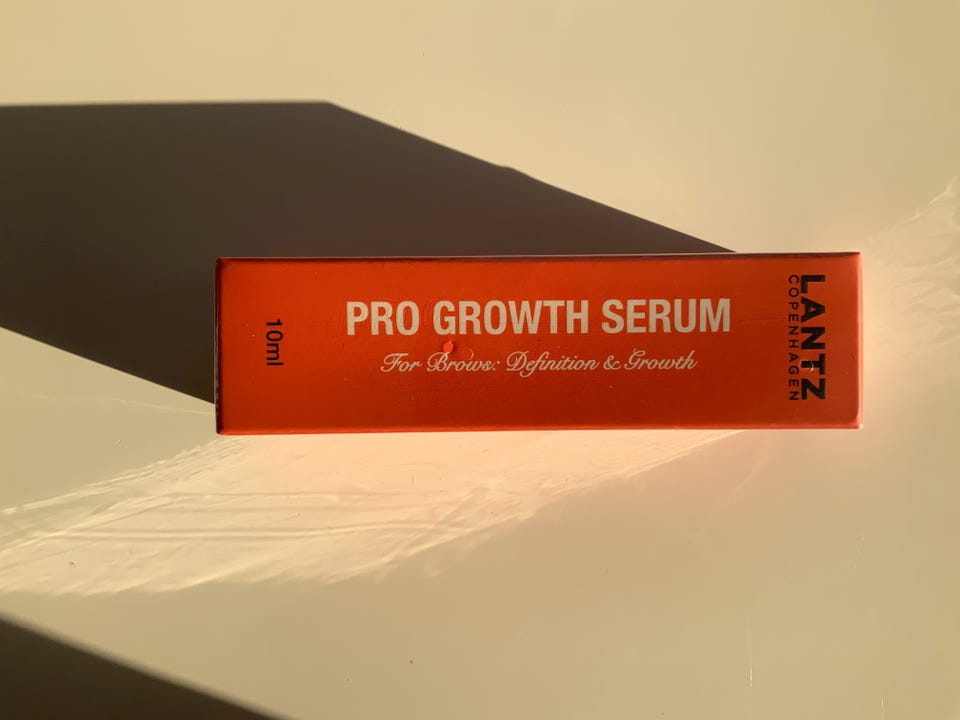 PRO GROWTH SERUM
For Brows: Definition & Growth
10ml
LANTZ
COPENHAGEN